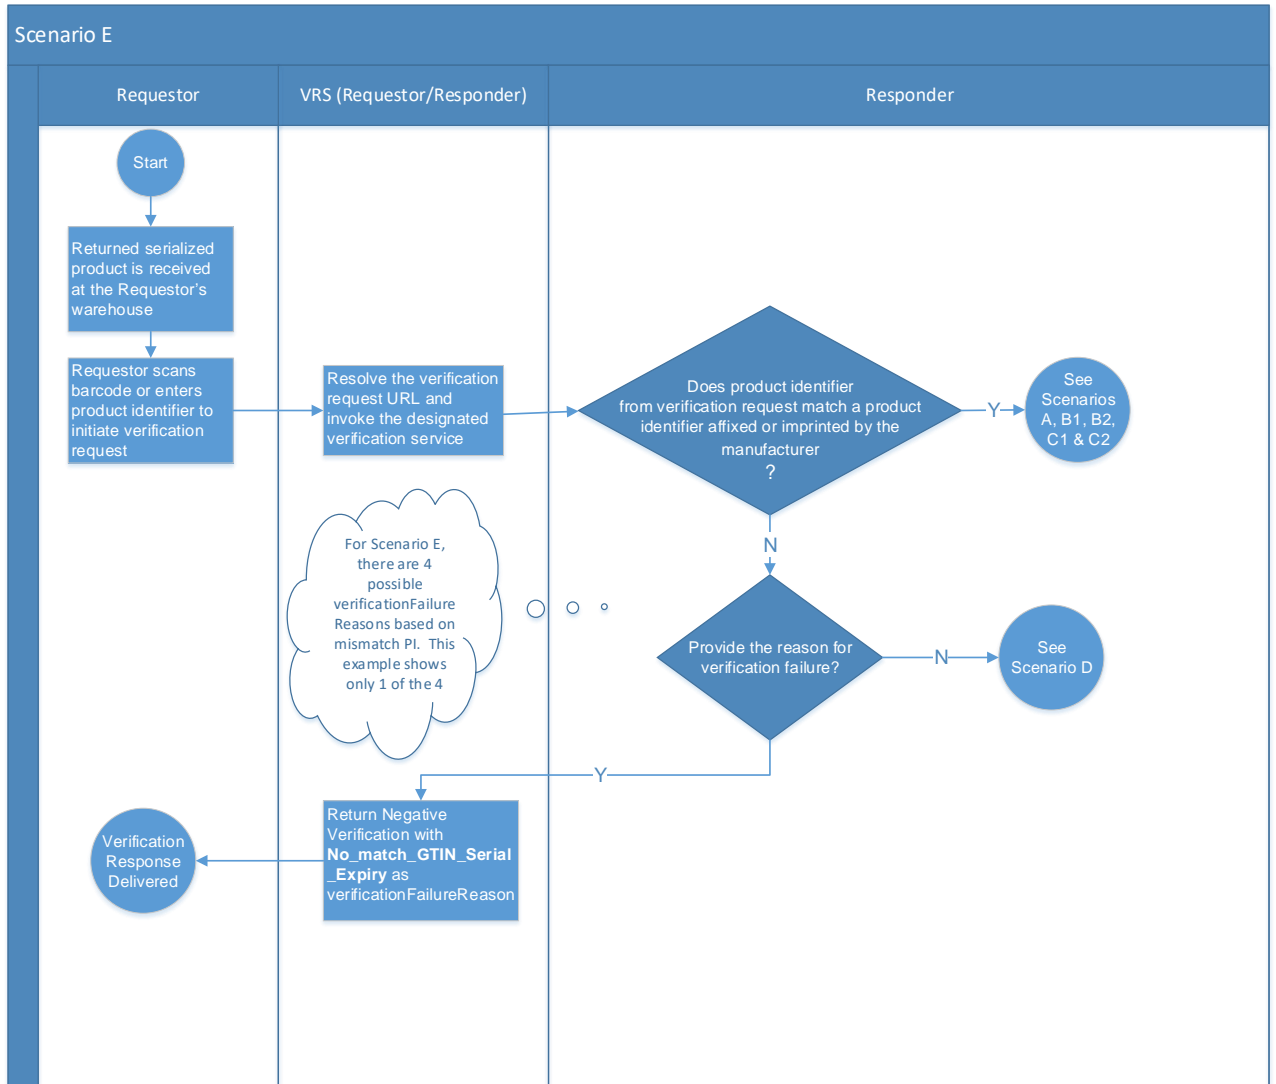 Scenario E
Requestor
VRS (Requestor/Responder)
Responder
Start
Returned serialized
product is received
at the Requestor’s
warehouse
Requestor scans
barcode or enters
product identifier to
initiate verification
request
Resolve the verification
request URL and
invoke the designated
verification service
Does product identifier
from verification request match a product
identifier affixed or imprinted by the
manufacturer
?
Y
See
Scenarios
A, B1, B2,
C1 & C2
N
For Scenario E,
there are 4
possible
verificationFailure
Reasons based on
mismatch PI. This
example shows
only 1 of the 4
Provide the reason for
verification failure?
N
See
Scenario D
Y
Return Negative
Verification with
No_match_GTIN_Serial
_Expiry as
verificationFailureReason
Verification
Response
Delivered